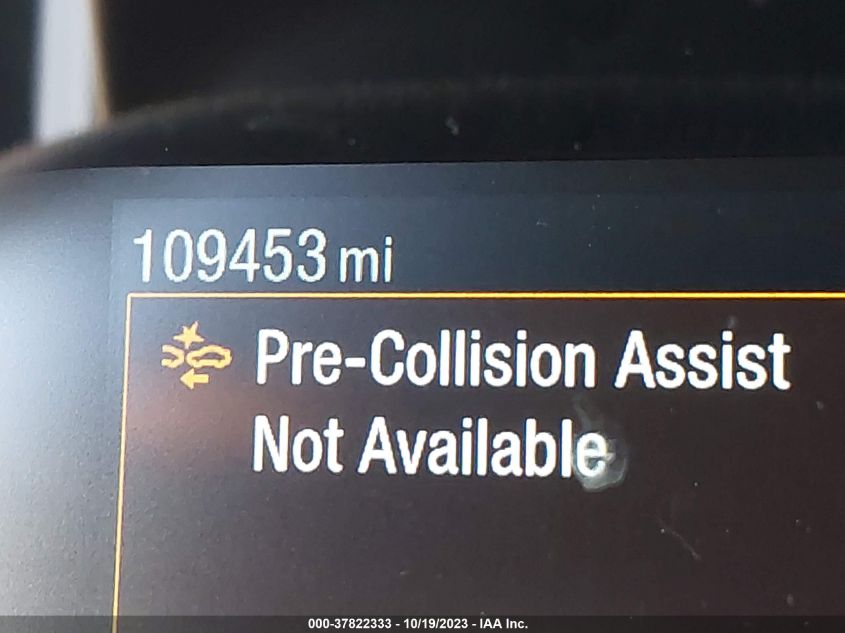 109453 mi
Pre-Collision Assist
Not Available
000-37822333 - 10/19/2023 - IAA Inc.